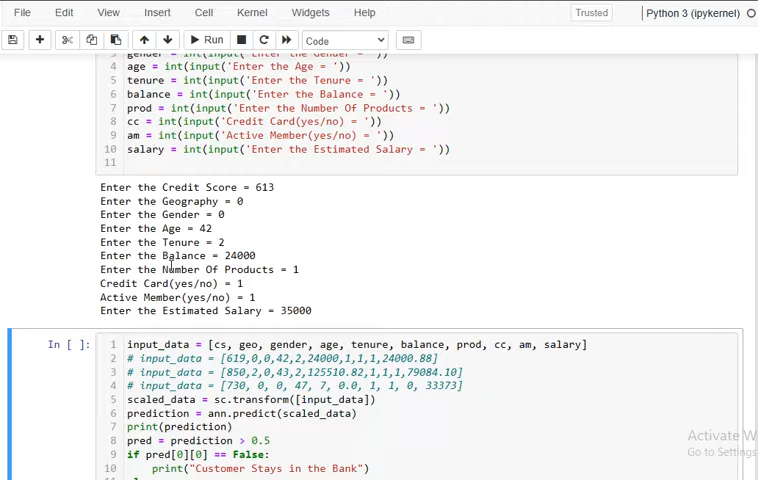 File Edit View Insert Cell Kernel Widgets Help Trusted Python 3 (ipykernel)
Run Code
gender = int(input('Enter the Gender = '))
4 age = int(input('Enter the Age = '))
5 tenure = int(input('Enter the Tenure = '))
6 balance = int(input('Enter the Balance = '))
7 prod = int(input('Enter the Number Of Products = '))
8 cc = int(input('Credit Card(yes/no) = '))
9 am = int(input('Active Member(yes/no) = '))
10 salary = int(input('Enter the Estimated Salary = '))
11
Enter the Credit Score = 613
Enter the Geography = 0
Enter the Gender = 0
Enter the Age = 42
Enter the Tenure = 2
Enter the Balance = 24000
Enter the Number Of Products = 1
Credit Card(yes/no) = 1
Active Member(yes/no) = 1
Enter the Estimated Salary = 35000
In [ ]: 1 input_data = [cs, geo, gender, age, tenure, balance, prod, cc, am, salary]
2 # input_data = [619,0,0,42,2,24000,1,1,1,24000.88]
3 # input_data = [850,2,0,43,2,125510.82,1,1,1,79084.10]
4 # input_data = [730, 0, 0, 47, 7, 0.0, 1, 1, 0, 33373]
5 scaled_data = sc.transform([input_data])
6 prediction = ann.predict(scaled_data)
7 print(prediction)
8 pred = prediction > 0.5
9 if pred[0][0] == False:
10 print("Customer Stays in the Bank")
Activate W
Go to Settings